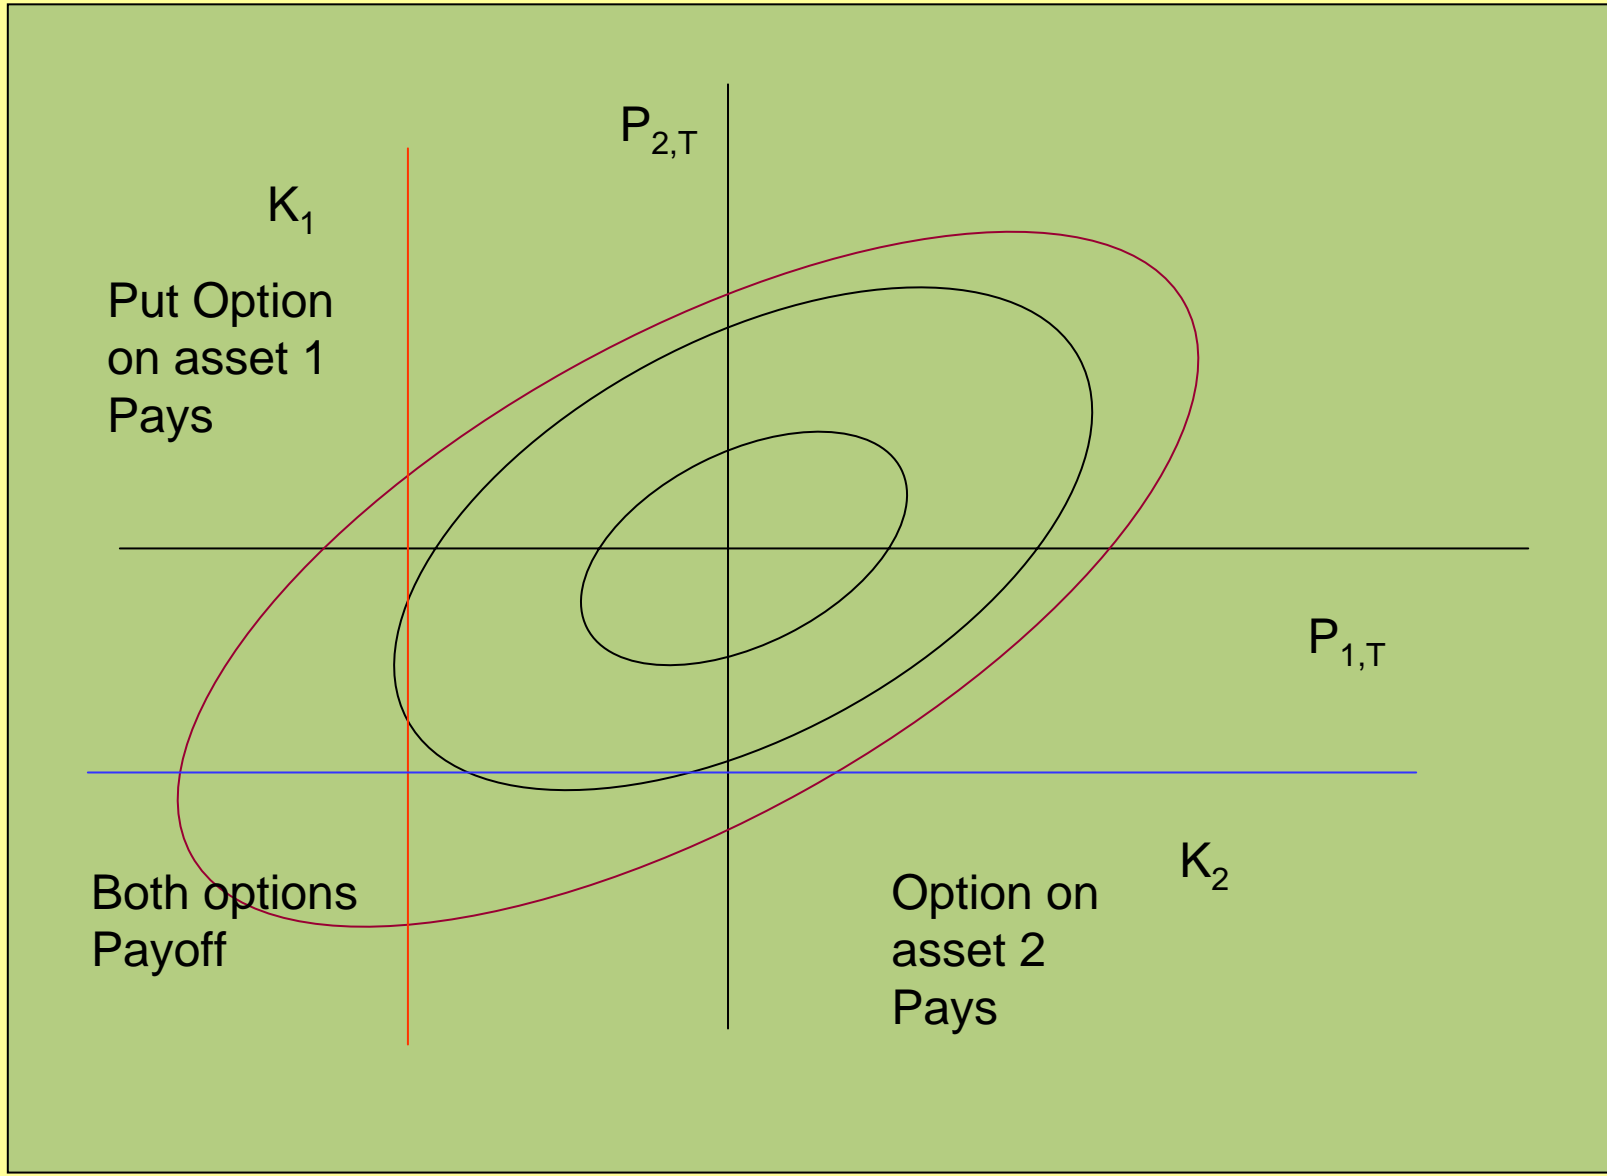 P2,T
K1
Put Option
on asset 1
Pays
P1,T
K2
Both options
Payoff
Option on
asset 2
Pays